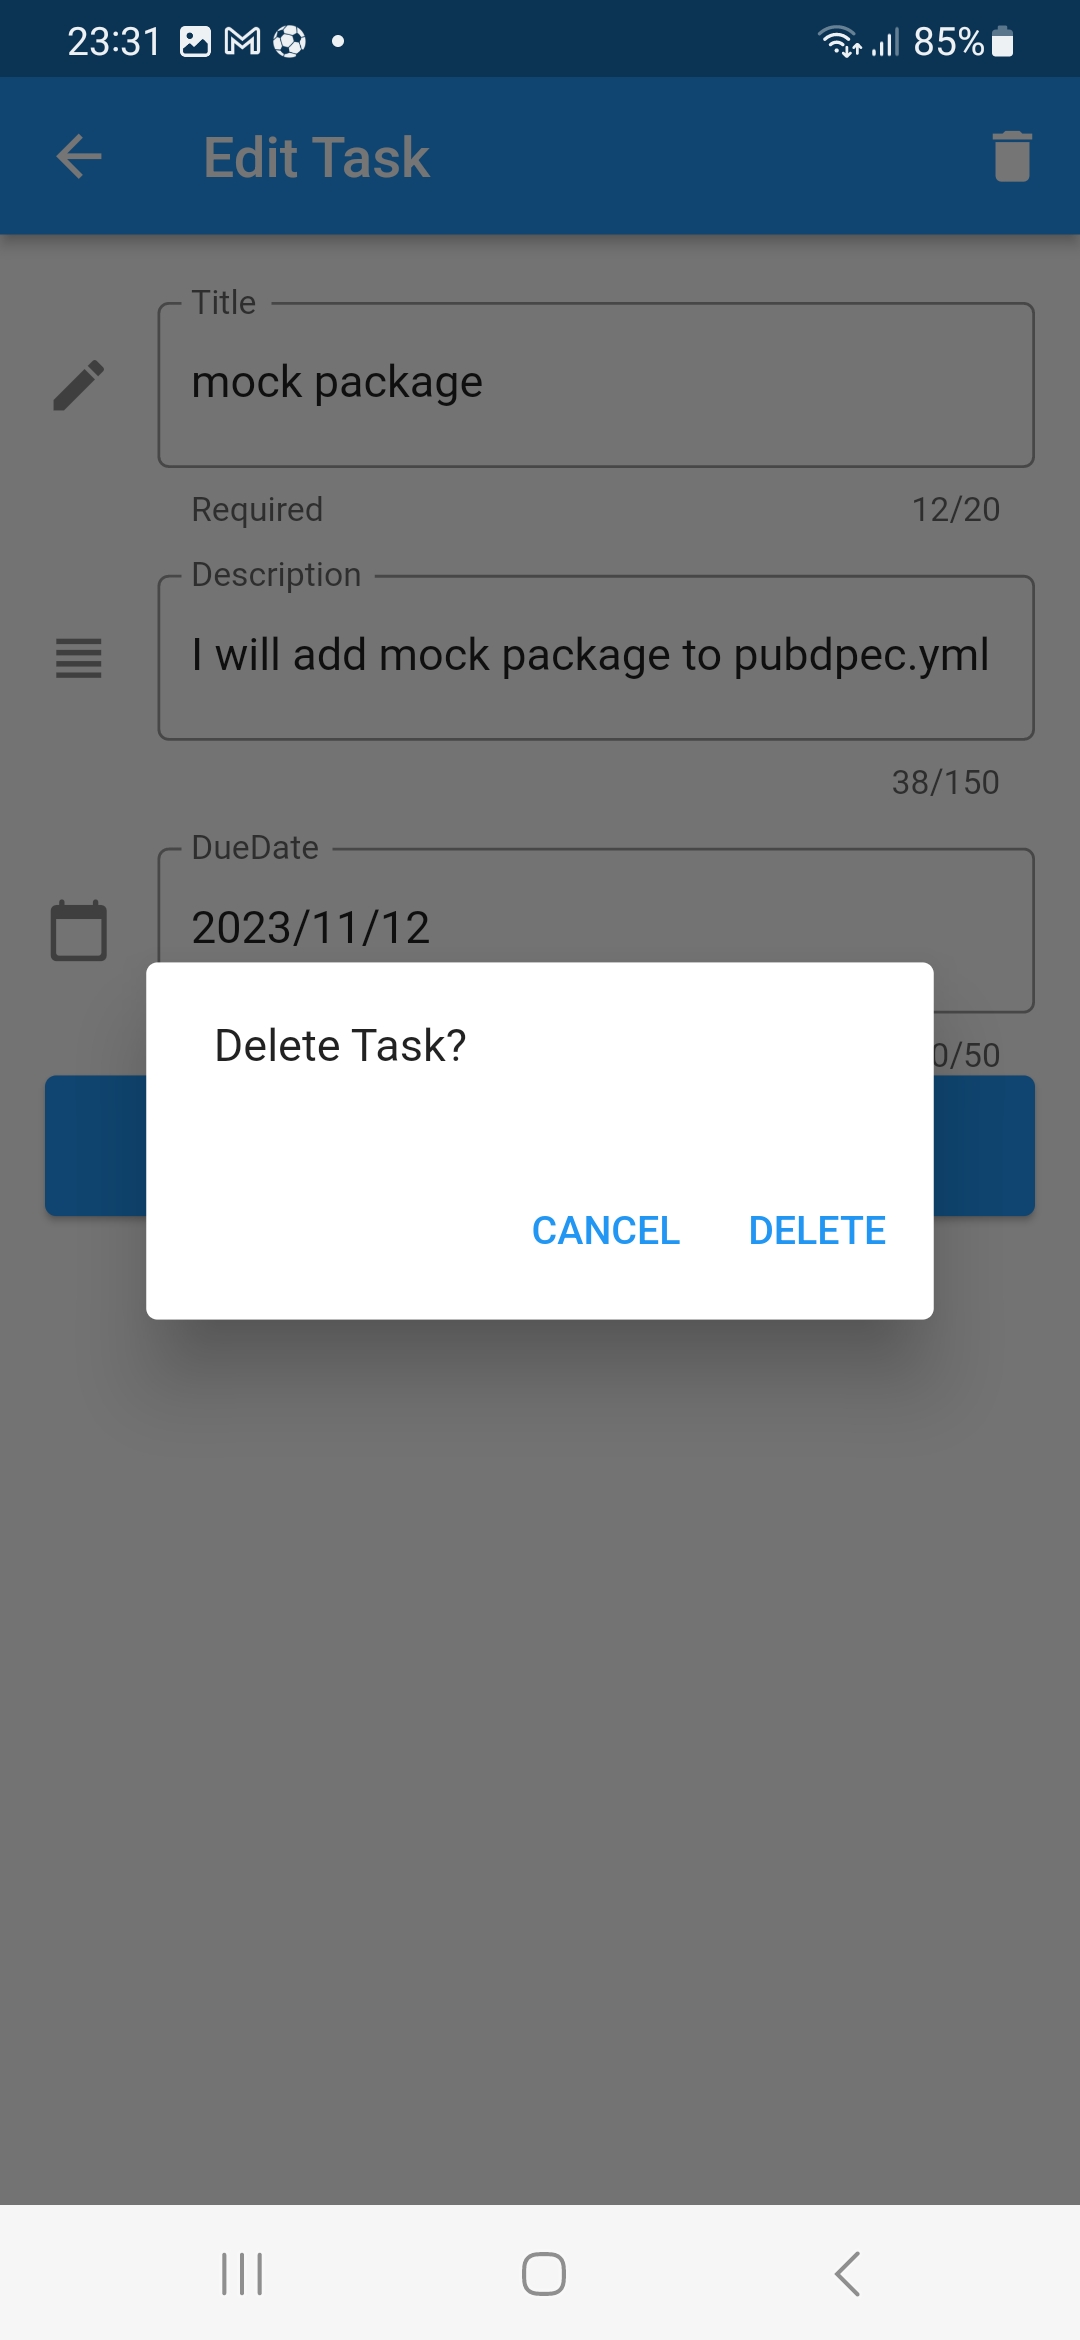 23:31
85%
Edit Task
Title
mock package
Required 12/20
Description
I will add mock package to pubdpec.yml
38/150
DueDate
2023/11/12
0/50
Delete Task?
CANCEL DELETE